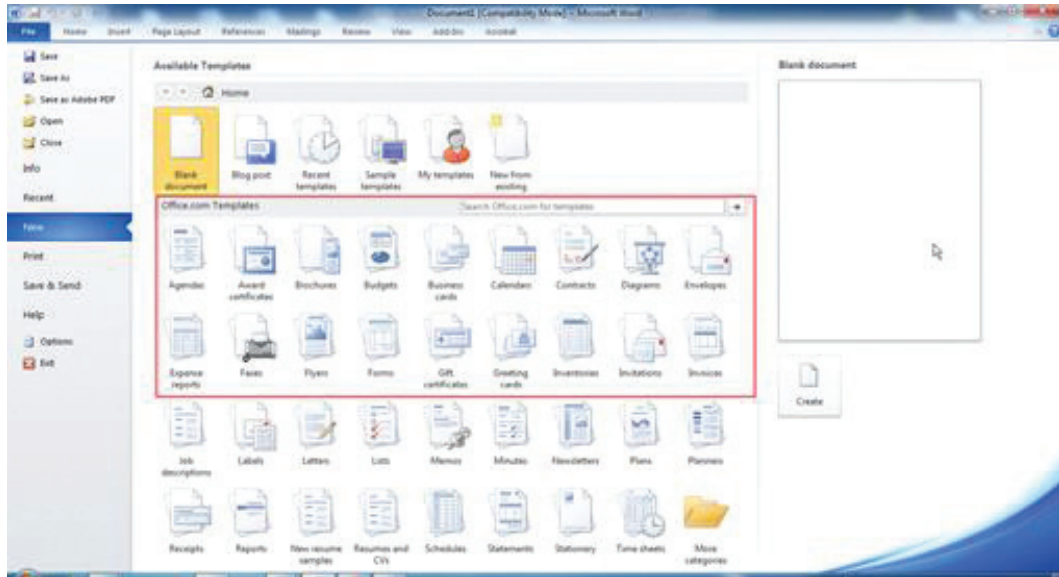 Document1 [Compatibility Mode] - Microsoft Word
File Home Insert Page Layout References Mailings Review View Add-Ins Acrobat
Save
Save As
Save as Adobe PDF
Open
Close
Info
Recent
New
Print
Save & Send
Help
Options
Exit
Available Templates
Home
Blank document
Blog post
Recent templates
Sample templates
My templates
New from existing
Office.com Templates
Search Office.com for templates
Agendas
Award certificates
Brochures
Budgets
Business cards
Calendars
Contracts
Diagrams
Envelopes
Expense reports
Faxes
Flyers
Forms
Gift certificates
Greeting cards
Inventories
Invitations
Invoices
Job descriptions
Labels
Letters
Lists
Memos
Minutes
Newsletters
Plans
Planners
Receipts
Reports
New resume samples
Resumes and CVs
Schedules
Statements
Stationery
Time sheets
More categories
Blank document
Create